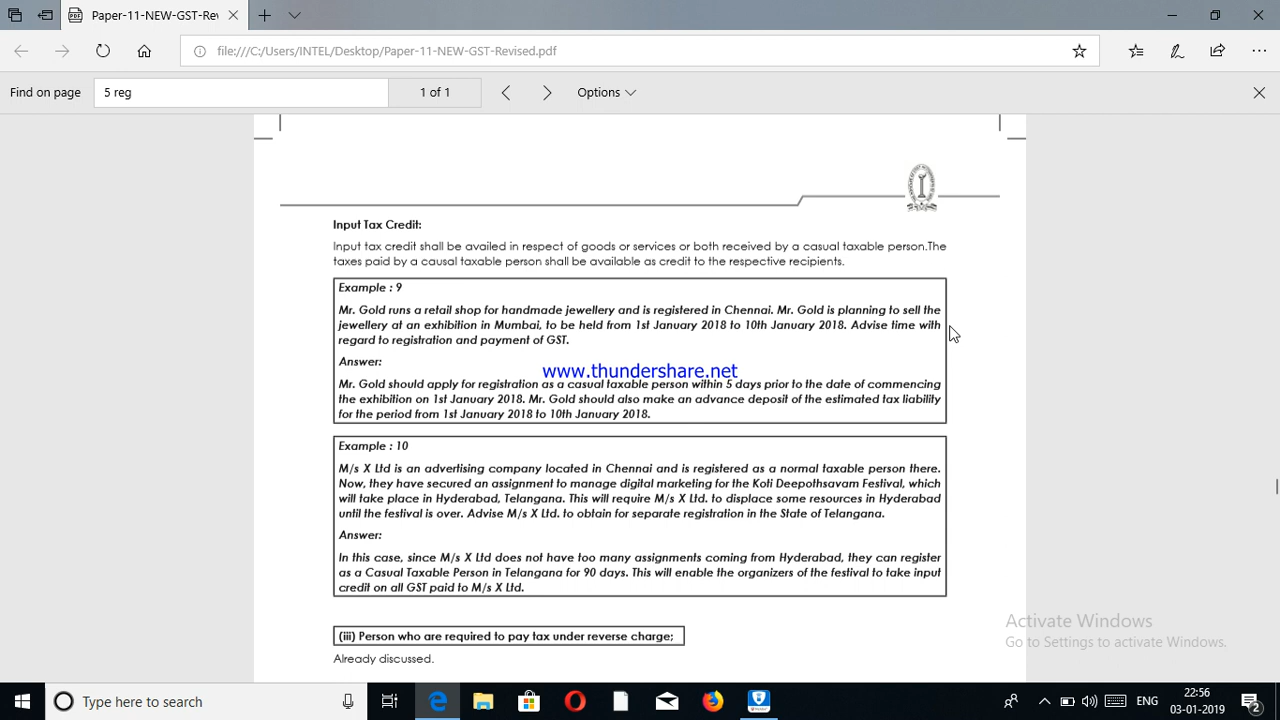 Paper-11-NEW-GST-Rev
file:///C:/Users/INTEL/Desktop/Paper-11-NEW-GST-Revised.pdf
Find on page
5 reg
1 of 1
Options
Input Tax Credit:
Input tax credit shall be availed in respect of goods or services or both received by a casual taxable person.The
taxes paid by a causal taxable person shall be available as credit to the respective recipients.
Example : 9
Mr. Gold runs a retail shop for handmade jewellery and is registered in Chennai. Mr. Gold is planning to sell the
jewellery at an exhibition in Mumbai, to be held from 1st January 2018 to 10th January 2018. Advise time with
regard to registration and payment of GST.
Answer:
www.thundershare.net
Mr. Gold should apply for registration as a casual taxable person within 5 days prior to the date of commencing
the exhibition on 1st January 2018. Mr. Gold should also make an advance deposit of the estimated tax liability
for the period from 1st January 2018 to 10th January 2018.
Example : 10
M/s X Ltd is an advertising company located in Chennai and is registered as a normal taxable person there.
Now, they have secured an assignment to manage digital marketing for the Koti Deepothsavam Festival, which
will take place in Hyderabad, Telangana. This will require M/s X Ltd. to displace some resources in Hyderabad
until the festival is over. Advise M/s X Ltd. to obtain for separate registration in the State of Telangana.
Answer:
In this case, since M/s X Ltd does not have too many assignments coming from Hyderabad, they can register
as a Casual Taxable Person in Telangana for 90 days. This will enable the organizers of the festival to take input
credit on all GST paid to M/s X Ltd.
(iii) Person who are required to pay tax under reverse charge;
Already discussed.
Activate Windows
Go to Settings to activate Windows.
Type here to search
ENG
22:56
03-01-2019
2